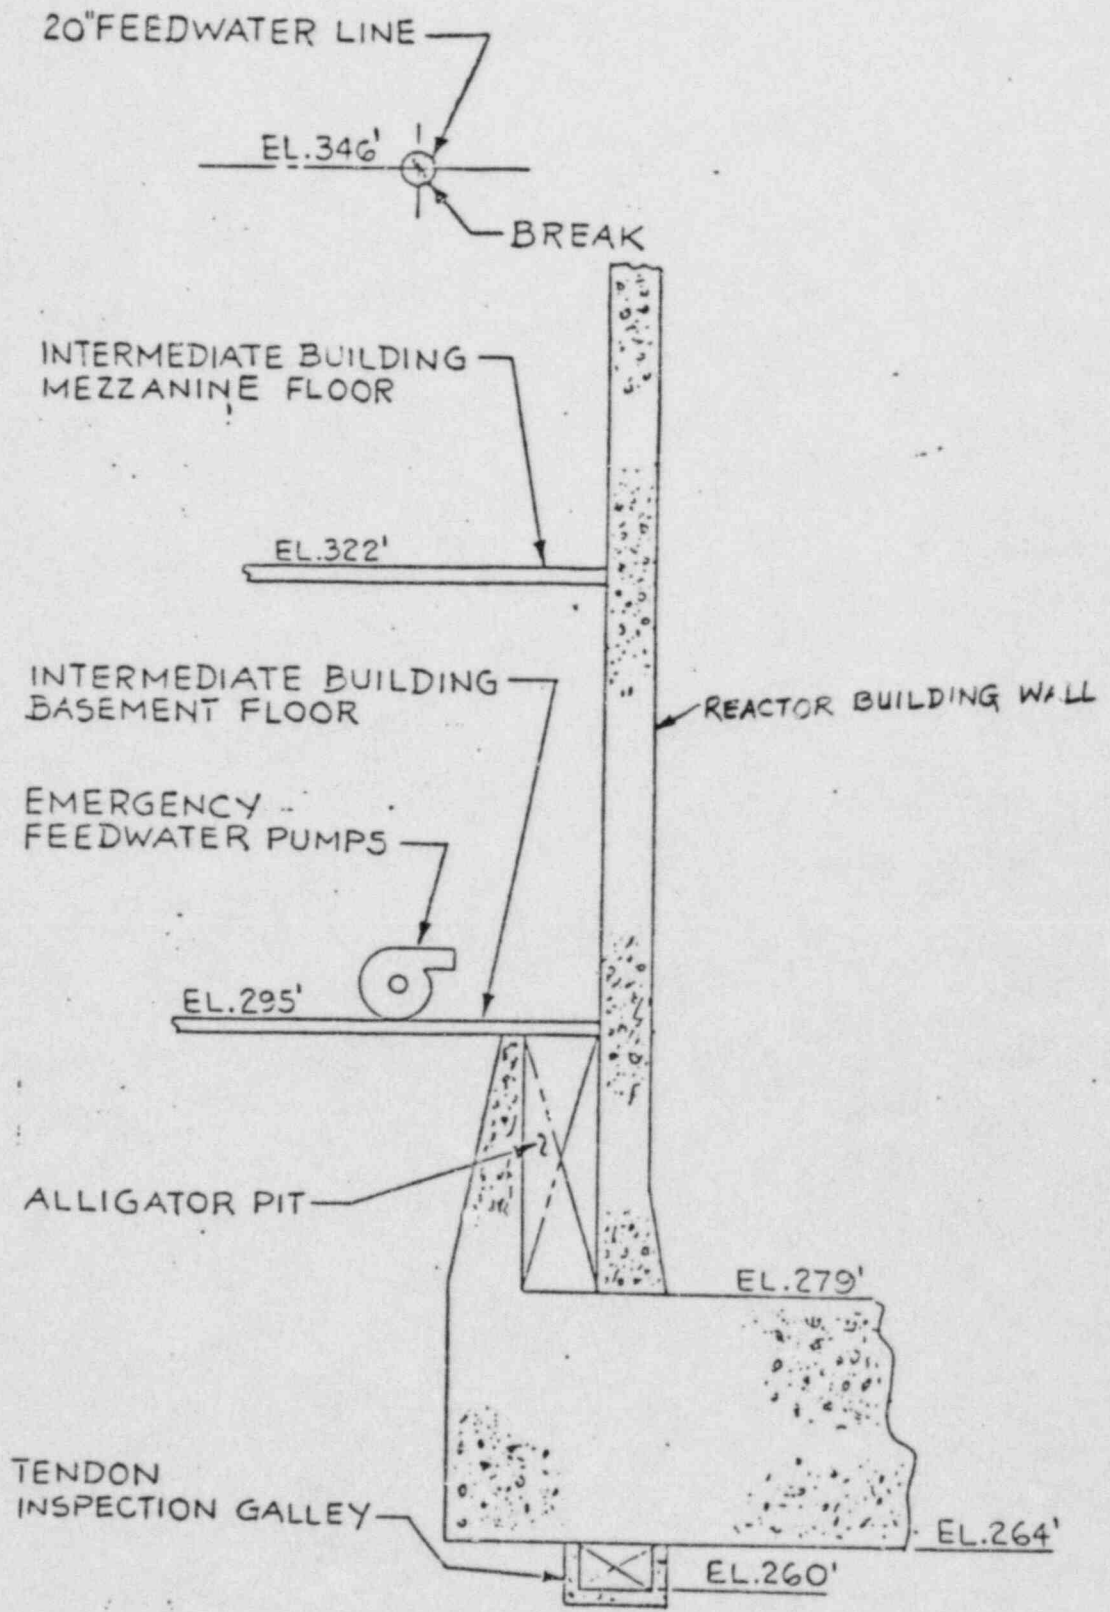 20" FEEDWATER LINE
EL.346'
BREAK
INTERMEDIATE BUILDING
MEZZANINE FLOOR
EL.322'
INTERMEDIATE BUILDING
BASEMENT FLOOR
REACTOR BUILDING WALL
EMERGENCY
FEEDWATER PUMPS
EL.295'
ALLIGATOR PIT
EL.279'
TENDON
INSPECTION GALLEY
EL.264'
EL.260'